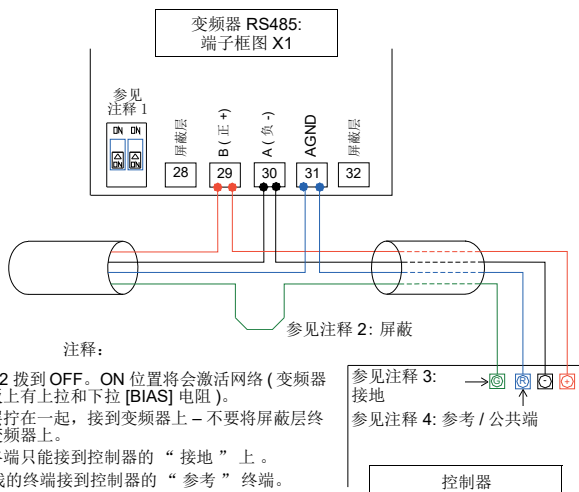 变频器 RS485:
端子框图 X1
参见
注释 1
ON ON
ON ON
屏蔽层
B ( 正 +)
A ( 负 -)
AGND
屏蔽层
28 29 30 31 32
参见注释 2: 屏蔽
注释：
2 拨到 OFF。ON 位置将会激活网络 ( 变频器
上有上拉和下拉 [BIAS] 电阻 )。
拧在一起，接到变频器上 – 不要将屏蔽层终
变频器上。
终端只能接到控制器的 “ 接地 ” 上 。
的终端接到控制器的 “ 参考 ” 终端。
参见注释 3:
接地
G R - +
参见注释 4: 参考 / 公共端
控制器